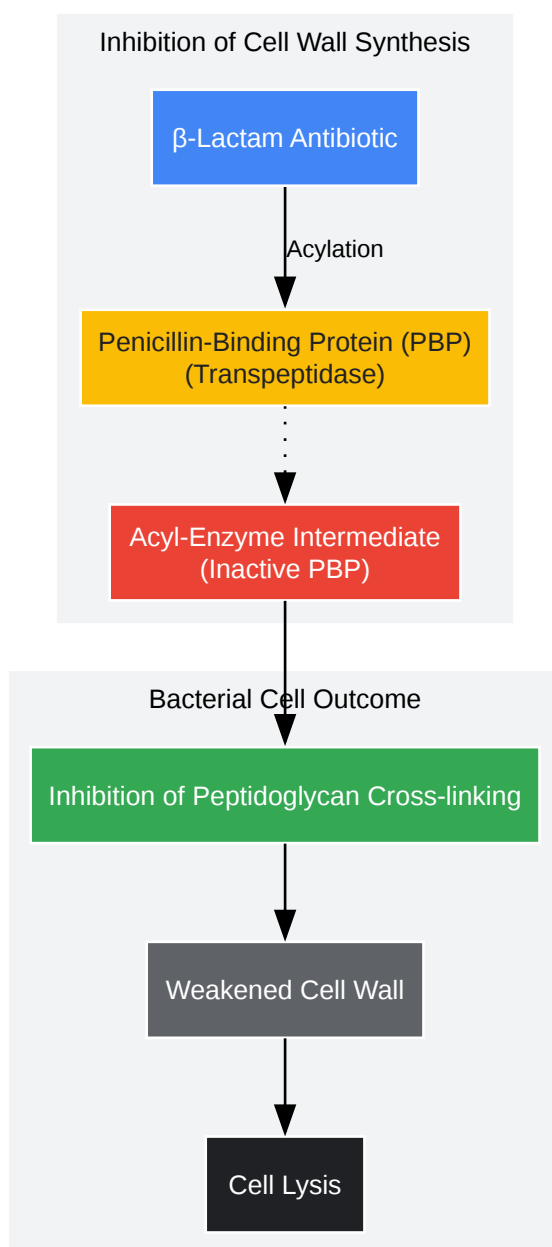 Inhibition of Cell Wall Synthesis
β-Lactam Antibiotic
Acylation
Penicillin-Binding Protein (PBP)
(Transpeptidase)
Acyl-Enzyme Intermediate
(Inactive PBP)
Bacterial Cell Outcome
Inhibition of Peptidoglycan Cross-linking
Weakened Cell Wall
Cell Lysis